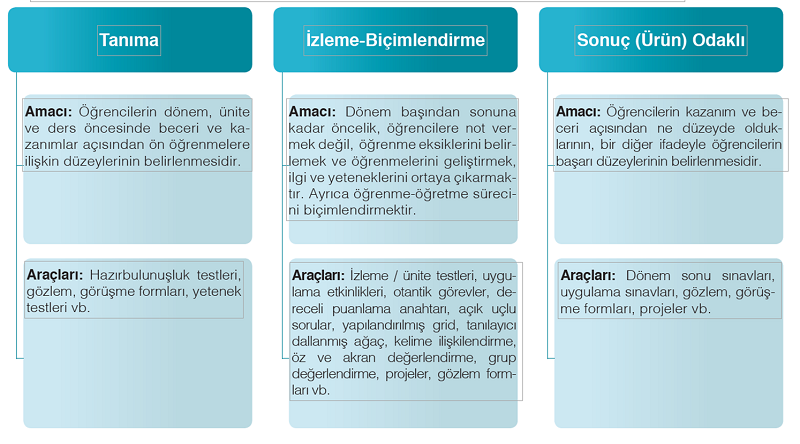 Tanıma
Amacı: Öğrencilerin dönem, ünite
ve ders öncesinde beceri ve ka-
zanımlar açısından ön öğrenmelere
ilişkin düzeylerinin belirlenmesidir.
Araçları: Hazırbulunuşluk testleri,
gözlem, görüşme formları, yetenek
testleri vb.
İzleme-Biçimlendirme
Amacı: Dönem başından sonuna
kadar öncelik, öğrencilere not ver-
mek değil, öğrenme eksiklerini belir-
lemek ve öğrenmelerini geliştirmek,
ilgi ve yeteneklerini ortaya çıkarmak-
tır. Ayrıca öğrenme-öğretme süreci-
ni biçimlendirmektir.
Araçları: İzleme / ünite testleri, uygu-
lama etkinlikleri, otantik görevler, de-
receli puanlama anahtarı, açık uçlu
sorular, yapılandırılmış grid, tanılayıcı
dallanmış ağaç, kelime ilişkilendirme,
öz ve akran değerlendirme, grup
değerlendirme, projeler, gözlem form-
ları vb.
Sonuç (Ürün) Odaklı
Amacı: Öğrencilerin kazanım ve be-
ceri açısından ne düzeyde olduk-
larının, bir diğer ifadeyle öğrencilerin
başarı düzeylerinin belirlenmesidir.
Araçları: Dönem sonu sınavları,
uygulama sınavları, gözlem, görüş-
me formları, projeler vb.